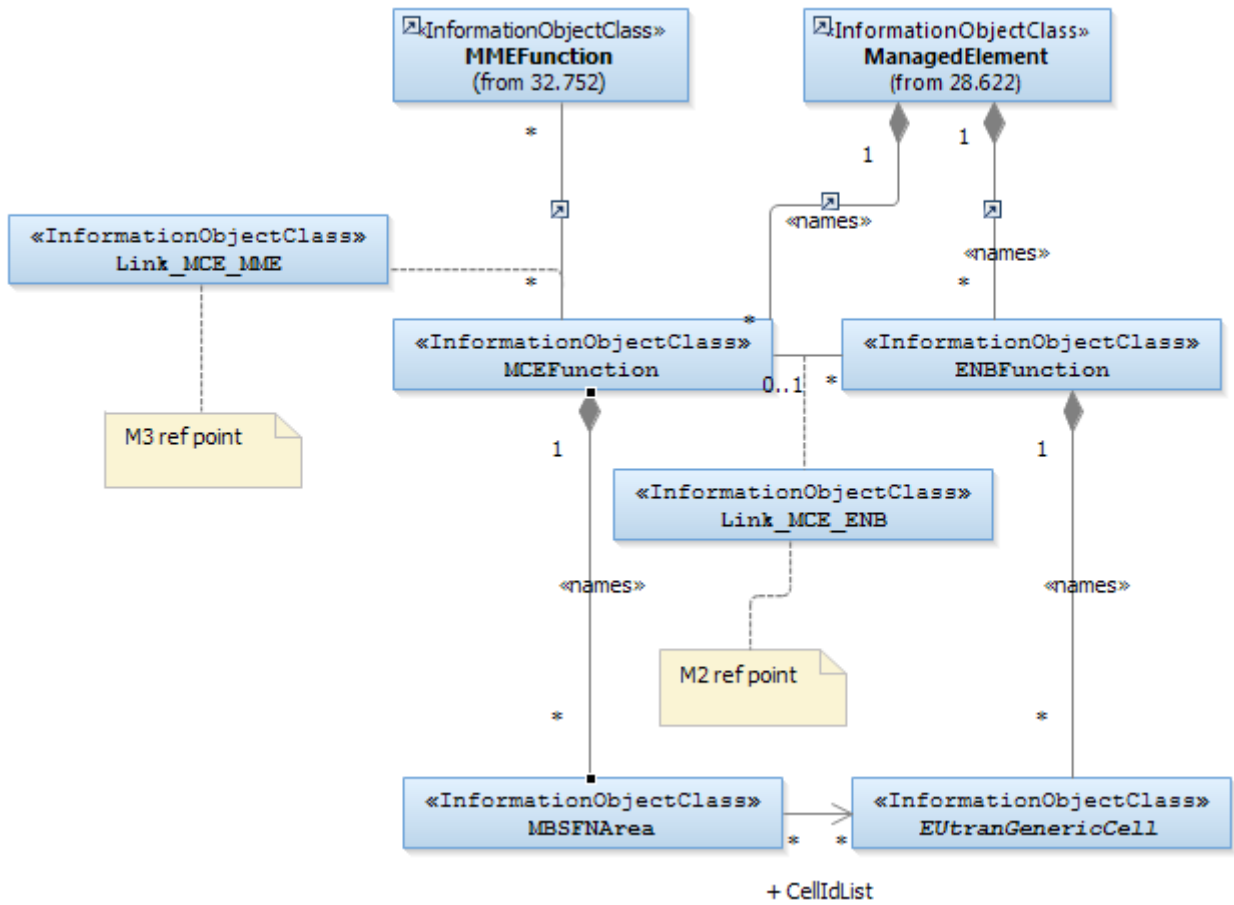 «InformationObjectClass»
MMEFunction
(from 32.752)
«InformationObjectClass»
ManagedElement
(from 28.622)
*
1
1
«names»
«InformationObjectClass»
Link_MCE_MME
«names»
*
*
*
«InformationObjectClass»
MCEFunction
«InformationObjectClass»
ENBFunction
0..1
*
M3 ref point
1
1
«InformationObjectClass»
Link_MCE_ENB
«names»
«names»
M2 ref point
*
*
«InformationObjectClass»
MBSFNArea
«InformationObjectClass»
EUtranGenericCell
*
*
+ CellIdList